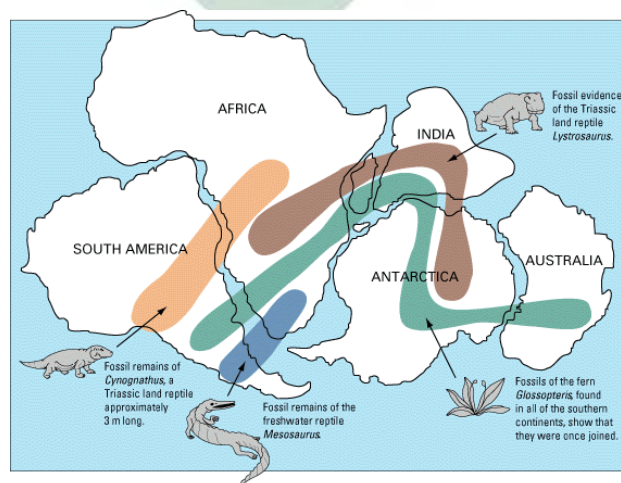 AFRICA
Fossil evidence
of the Triassic
land reptile
Lystrosaurus.
INDIA
SOUTH AMERICA
ANTARCTICA
AUSTRALIA
Fossil remains of
Cynognathus, a
Triassic land reptile
approximately
3 m long.
Fossil remains of the
freshwater reptile
Mesosaurus.
Fossils of the fern
Glossopteris, found
in all of the southern
continents, show that
they were once joined.